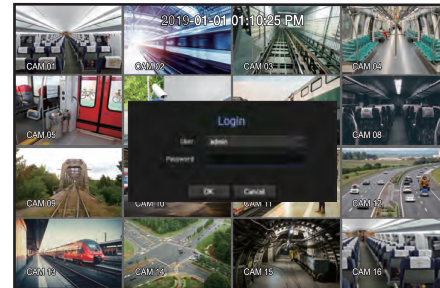 2019-01-01 01:10:25 PM
CAM 01
CAM 02
CAM 03
CAM 04
CAM 05
CAM 08
Login
User
admin
Password
OK
Cancel
CAM 09
CAM 10
CAM 11
CAM 12
CAM 13
CAM 14
CAM 15
CAM 16